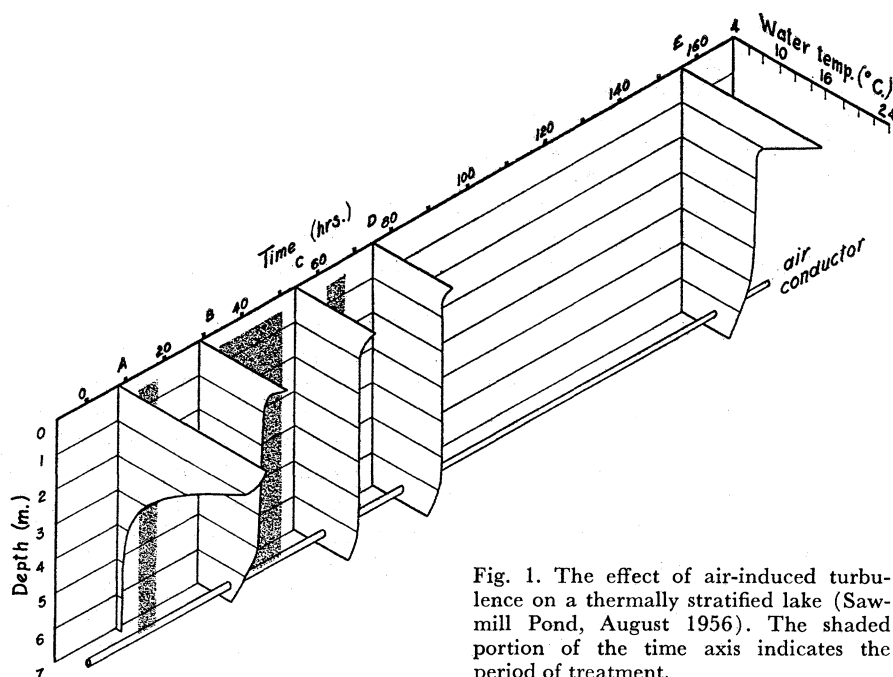 Water temp. (°C.)
4
10
16
24
Time (hrs.)
0
20
40
60
80
100
120
140
160
A
B
C
D
E
air
conductor
Depth (m.)
0
1
2
3
4
5
6
7
Fig. 1. The effect of air-induced turbu-
lence on a thermally stratified lake (Saw-
mill Pond, August 1956). The shaded
portion of the time axis indicates the
period of treatment.